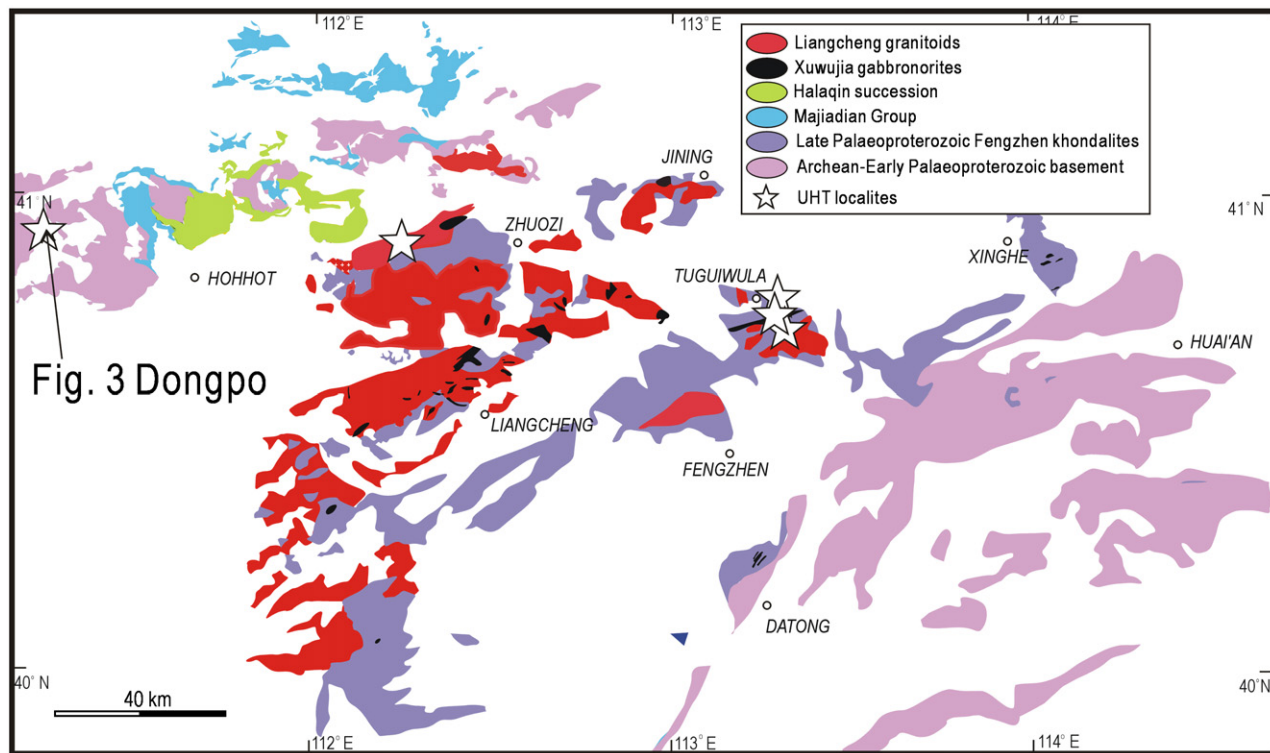 112° E
113° E
114° E
Liangcheng granitoids
Xuwujia gabbronorites
Halaqin succession
Majiadian Group
Late Palaeoproterozoic Fengzhen khondalites
Archean-Early Palaeoproterozoic basement
UHT localites
JINING
41° N
41° N
ZHUOZI
XINGHE
HOHHOT
TUGUIWULA
HUAI'AN
Fig. 3 Dongpo
LIANGCHENG
FENGZHEN
DATONG
40° N
40° N
40 km
112° E
113° E
114° E